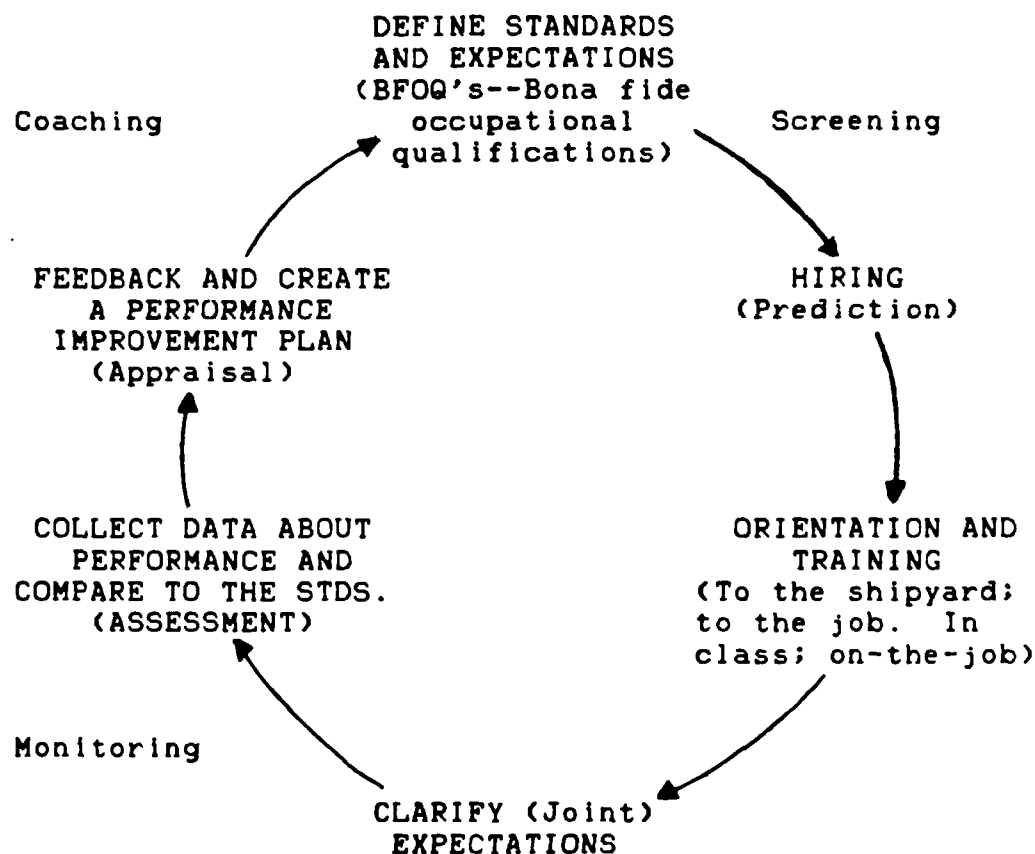 DEFINE STANDARDS
AND EXPECTATIONS
(BFOQ's--Bona fide
occupational
qualifications)
Coaching
Screening
HIRING
(Prediction)
ORIENTATION AND
TRAINING
(To the shipyard;
to the job. In
class; on-the-job)
CLARIFY (Joint)
EXPECTATIONS
Monitoring
COLLECT DATA ABOUT
PERFORMANCE AND
COMPARE TO THE STDS.
(ASSESSMENT)
FEEDBACK AND CREATE
A PERFORMANCE
IMPROVEMENT PLAN
(Appraisal)